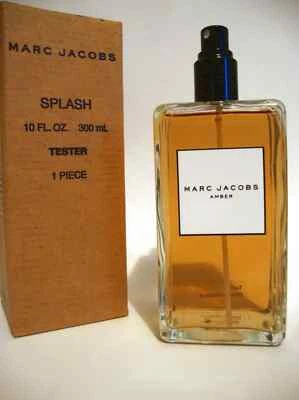 MARC JACOBS
SPLASH
10 FL. OZ. 300 mL
TESTER
1 PIECE
MARC JACOBS
AMBER